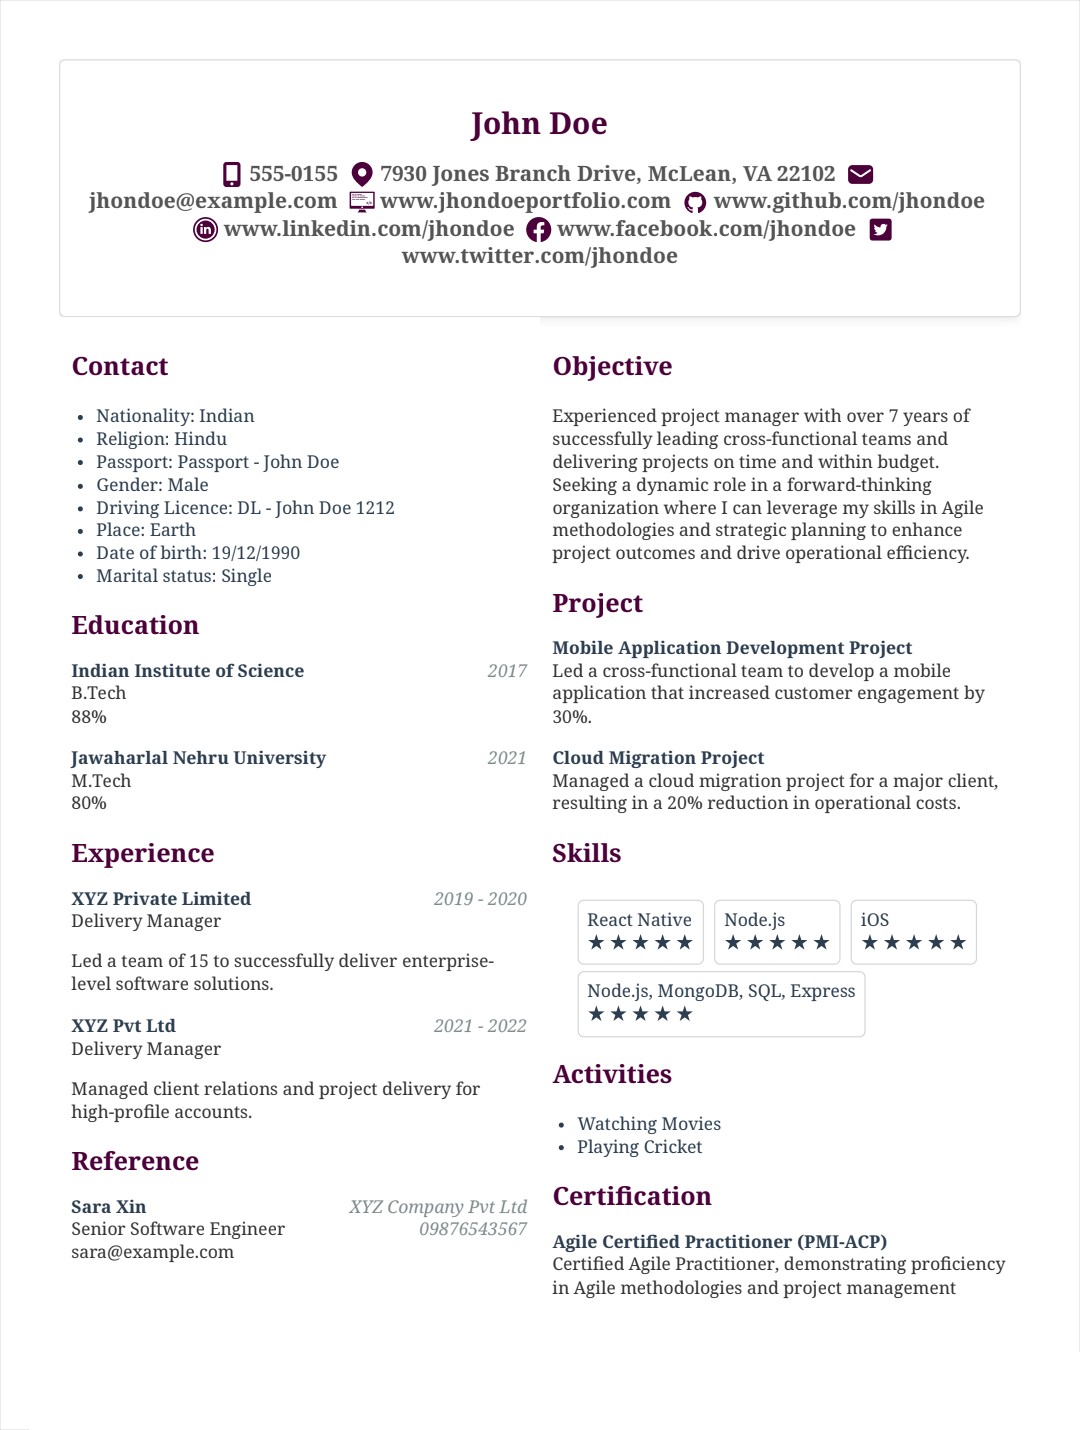 John Doe
555-0155 7930 Jones Branch Drive, McLean, VA 22102
jhondoe@example.com www.jhondoeportfolio.com www.github.com/jhondoe
www.linkedin.com/jhondoe www.facebook.com/jhondoe
www.twitter.com/jhondoe
Contact
• Nationality: Indian
• Religion: Hindu
• Passport: Passport - John Doe
• Gender: Male
• Driving Licence: DL - John Doe 1212
• Place: Earth
• Date of birth: 19/12/1990
• Marital status: Single
Education
Indian Institute of Science 2017
B.Tech
88%
Jawaharlal Nehru University 2021
M.Tech
80%
Experience
XYZ Private Limited 2019 - 2020
Delivery Manager
Led a team of 15 to successfully deliver enterprise-
level software solutions.
XYZ Pvt Ltd 2021 - 2022
Delivery Manager
Managed client relations and project delivery for
high-profile accounts.
Reference
Sara Xin XYZ Company Pvt Ltd
Senior Software Engineer 09876543567
sara@example.com
Objective
Experienced project manager with over 7 years of
successfully leading cross-functional teams and
delivering projects on time and within budget.
Seeking a dynamic role in a forward-thinking
organization where I can leverage my skills in Agile
methodologies and strategic planning to enhance
project outcomes and drive operational efficiency.
Project
Mobile Application Development Project
Led a cross-functional team to develop a mobile
application that increased customer engagement by
30%.
Cloud Migration Project
Managed a cloud migration project for a major client,
resulting in a 20% reduction in operational costs.
Skills
React Native Node.js iOS
★★★★★ ★★★★★ ★★★★★
Node.js, MongoDB, SQL, Express
★★★★★
Activities
• Watching Movies
• Playing Cricket
Certification
Agile Certified Practitioner (PMI-ACP)
Certified Agile Practitioner, demonstrating proficiency
in Agile methodologies and project management